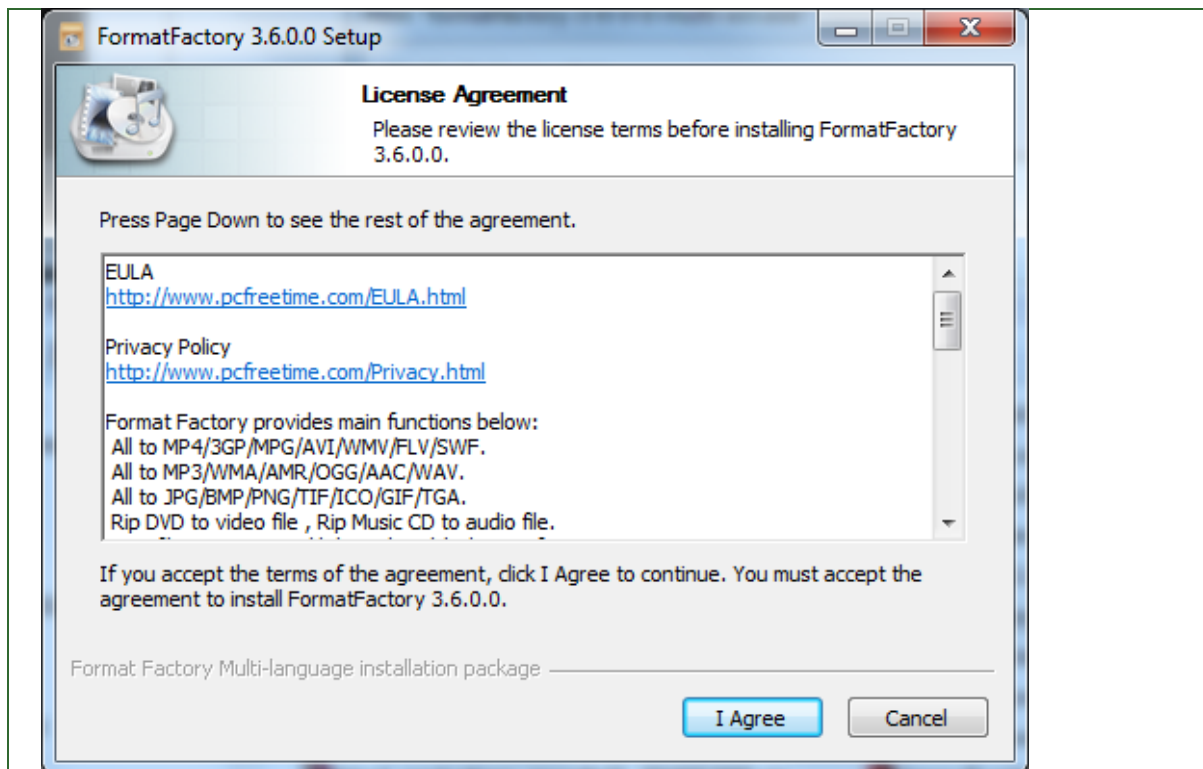 FormatFactory 3.6.0.0 Setup
License Agreement
Please review the license terms before installing FormatFactory
3.6.0.0.
Press Page Down to see the rest of the agreement.
EULA
http://www.pcfreetime.com/EULA.html
Privacy Policy
http://www.pcfreetime.com/Privacy.html
Format Factory provides main functions below:
All to MP4/3GP/MPG/AVI/WMV/FLV/SWF.
All to MP3/WMA/AMR/OGG/AAC/WAV.
All to JPG/BMP/PNG/TIF/ICO/GIF/TGA.
Rip DVD to video file , Rip Music CD to audio file.
If you accept the terms of the agreement, click I Agree to continue. You must accept the
agreement to install FormatFactory 3.6.0.0.
Format Factory Multi-language installation package
I Agree
Cancel